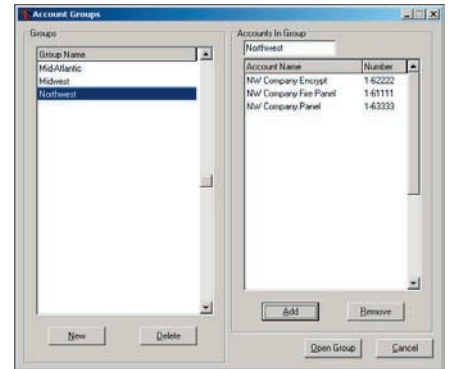 Account Groups
Groups
Group Name
Mid-Atlantic
Midwest
Northwest
New
Delete
Accounts In Group
Northwest
Account Name Number
NW Company Encrypt 1-62222
NW Company Fire Panel 1-61111
NW Company Panel 1-63333
Add
Remove
Open Group
Cancel